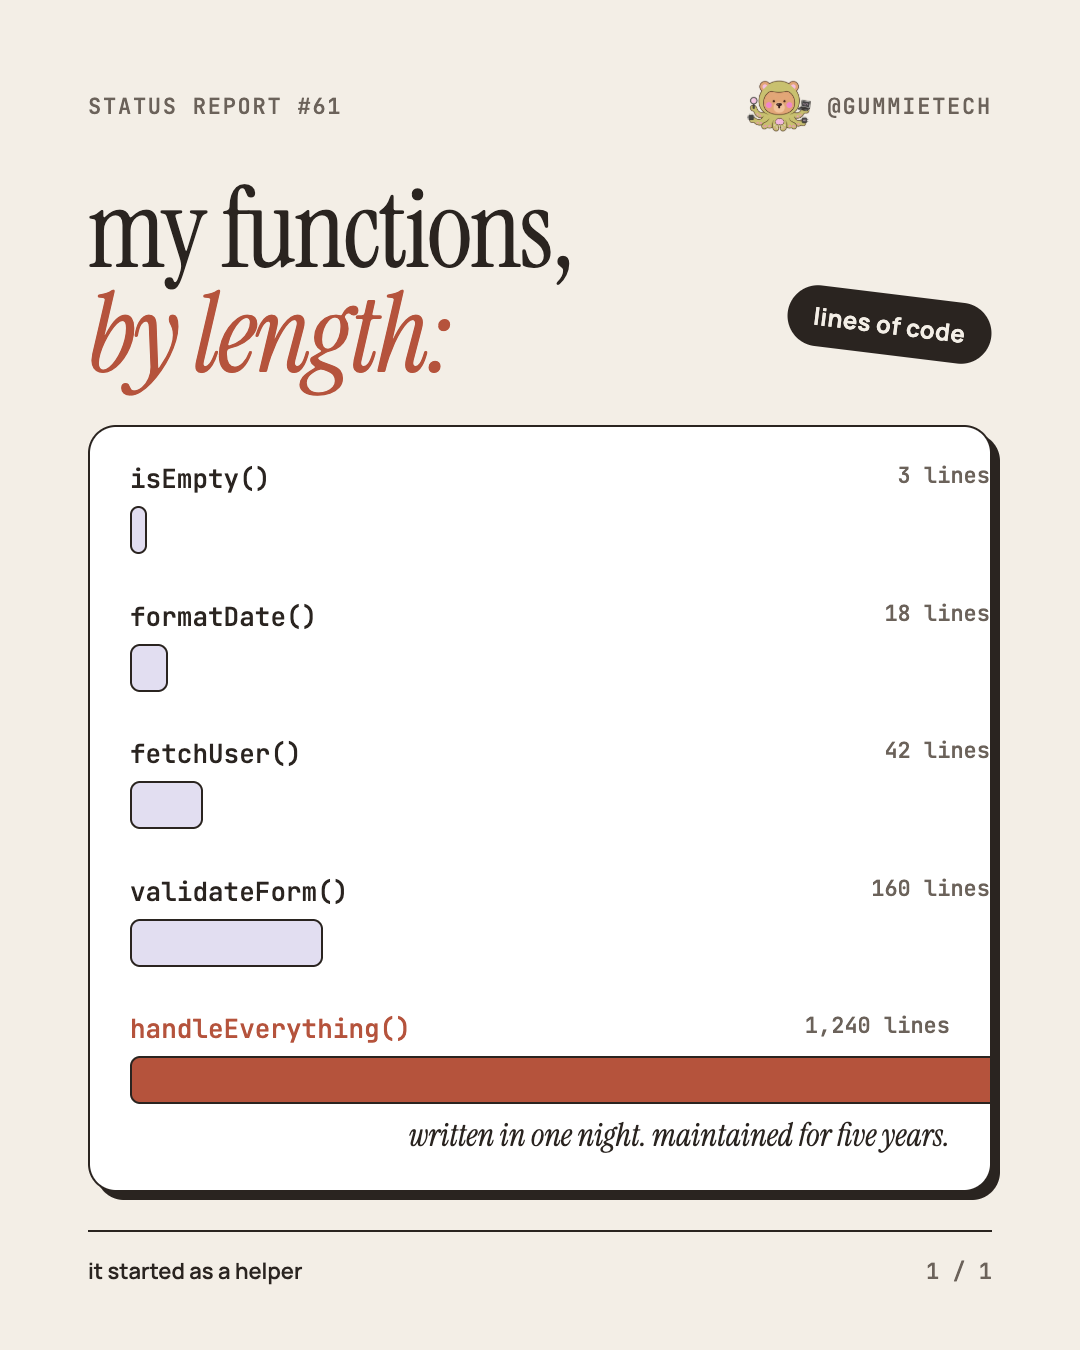 STATUS REPORT #61
@GUMMIETECH
my functions,
by length:
lines of code
isEmpty()
3 lines
formatDate()
18 lines
fetchUser()
42 lines
validateForm()
160 lines
handleEverything()
1,240 lines
written in one night. maintained for five years.
it started as a helper
1 / 1